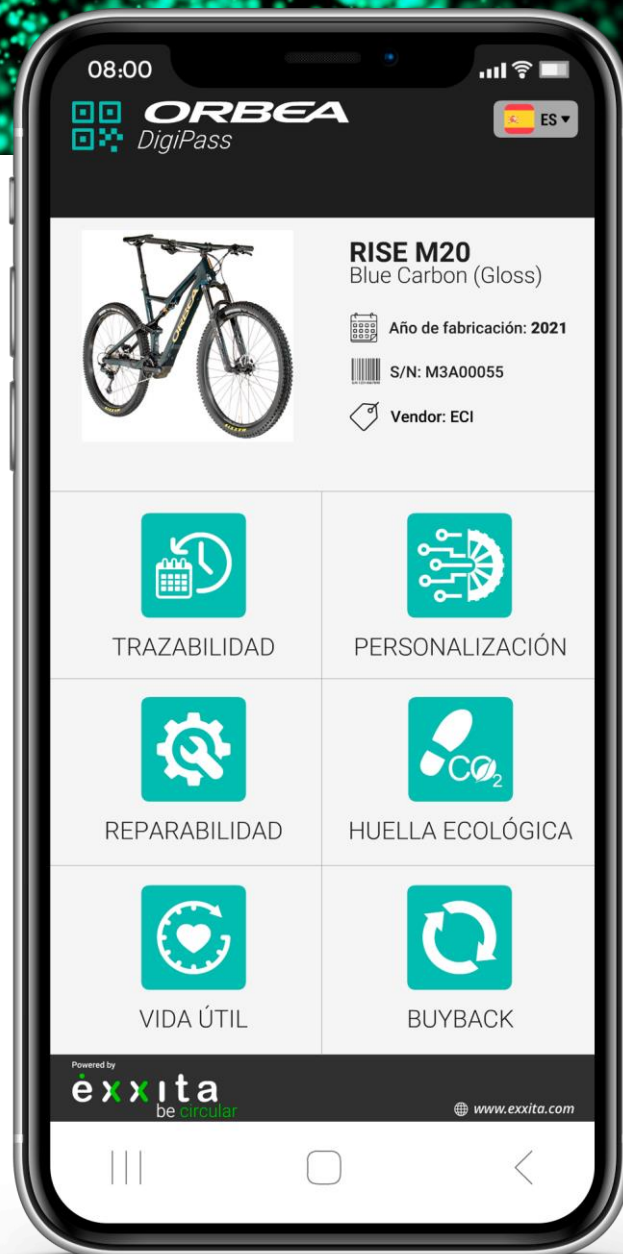 08:00
ORBEA
DigiPass
ES
RISE M20
Blue Carbon (Gloss)
Año de fabricación: 2021
S/N: M3A00055
Vendor: ECI
ORBEA
TRAZABILIDAD
PERSONALIZACIÓN
REPARABILIDAD
CO2
HUELLA ECOLÓGICA
VIDA ÚTIL
BUYBACK
Powered by
exxita
be circular
www.exxita.com